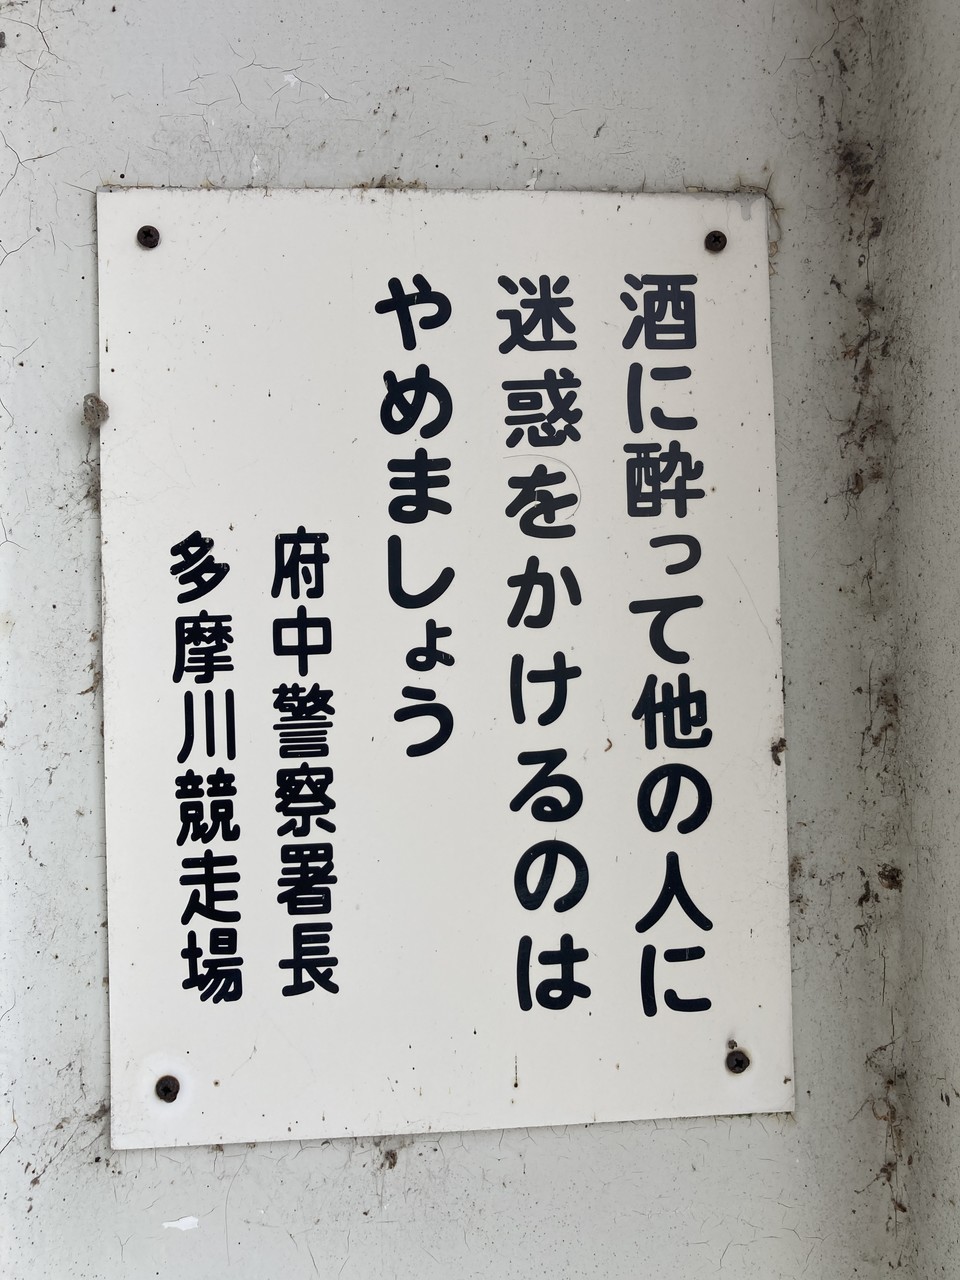 酒に酔って他の人に
迷惑をかけるのは
やめましょう
府中警察署長
多摩川競走場